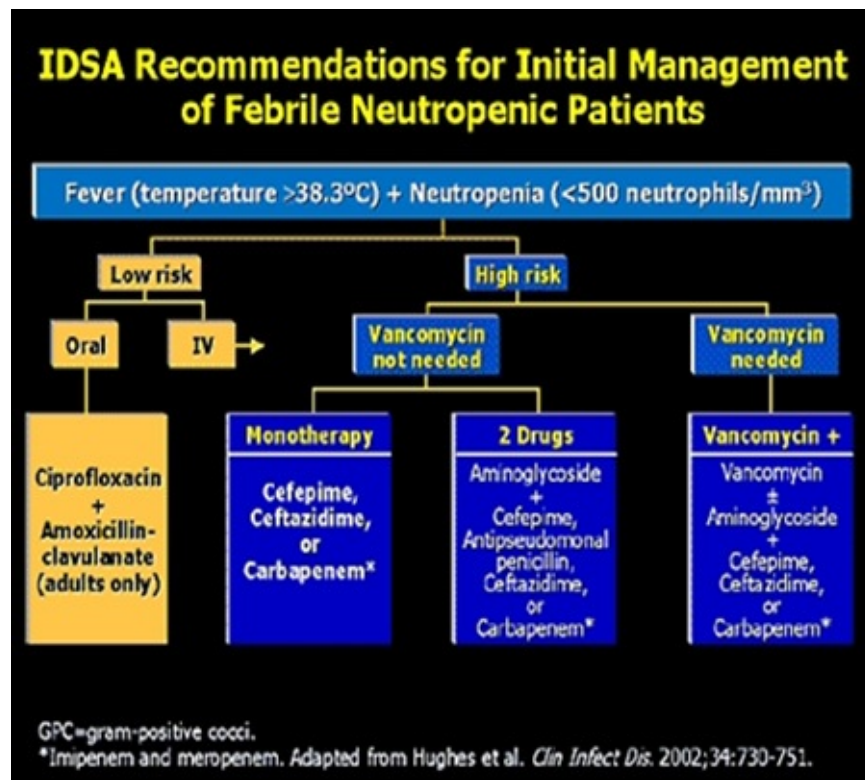 IDSA Recommendations for Initial Management
of Febrile Neutropenic Patients
Fever (temperature >38.3ºC) + Neutropenia (<500 neutrophils/mm³)
Low risk
High risk
Oral
IV
Vancomycin
not needed
Vancomycin
needed
Ciprofloxacin
+
Amoxicillin-
clavulanate
(adults only)
Monotherapy
Cefepime,
Ceftazidime,
or
Carbapenem*
2 Drugs
Aminoglycoside
+
Cefepime,
Antipseudomonal
penicillin,
Ceftazidime,
or
Carbapenem*
Vancomycin +
Vancomycin
±
Aminoglycoside
+
Cefepime,
Ceftazidime,
or
Carbapenem*
GPC=gram-positive cocci.
*Imipenem and meropenem. Adapted from Hughes et al. Clin Infect Dis. 2002;34:730-751.